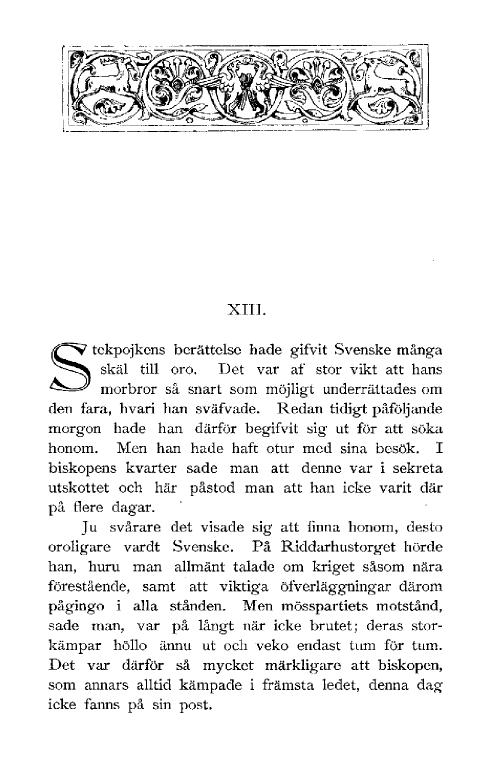 XIII.
Stekpojkens berättelse hade gifvit Svenske många
skäl till oro. Det var af stor vikt att hans
morbror så snart som möjligt underrättades om
den fara, hvari han sväfvade. Redan tidigt påföljande
morgon hade han därför begifvit sig ut för att söka
honom. Men han hade haft otur med sina besök. I
biskopens kvarter sade man att denne var i sekreta
utskottet och här påstod man att han icke varit där
på flere dagar.
Ju svårare det visade sig att finna honom, desto
oroligare vardt Svenske. På Riddarhustorget hörde
han, huru man allmänt talade om kriget såsom nära
förestående, samt att viktiga öfverläggningar därom
pågingo i alla stånden. Men mösspartiets motstånd,
sade man, var på långt när icke brutet; deras stor-
kämpar höllo ännu ut och veko endast tum för tum.
Det var därför så mycket märkligare att biskopen,
som annars alltid kämpade i främsta ledet, denna dag
icke fanns på sin post.